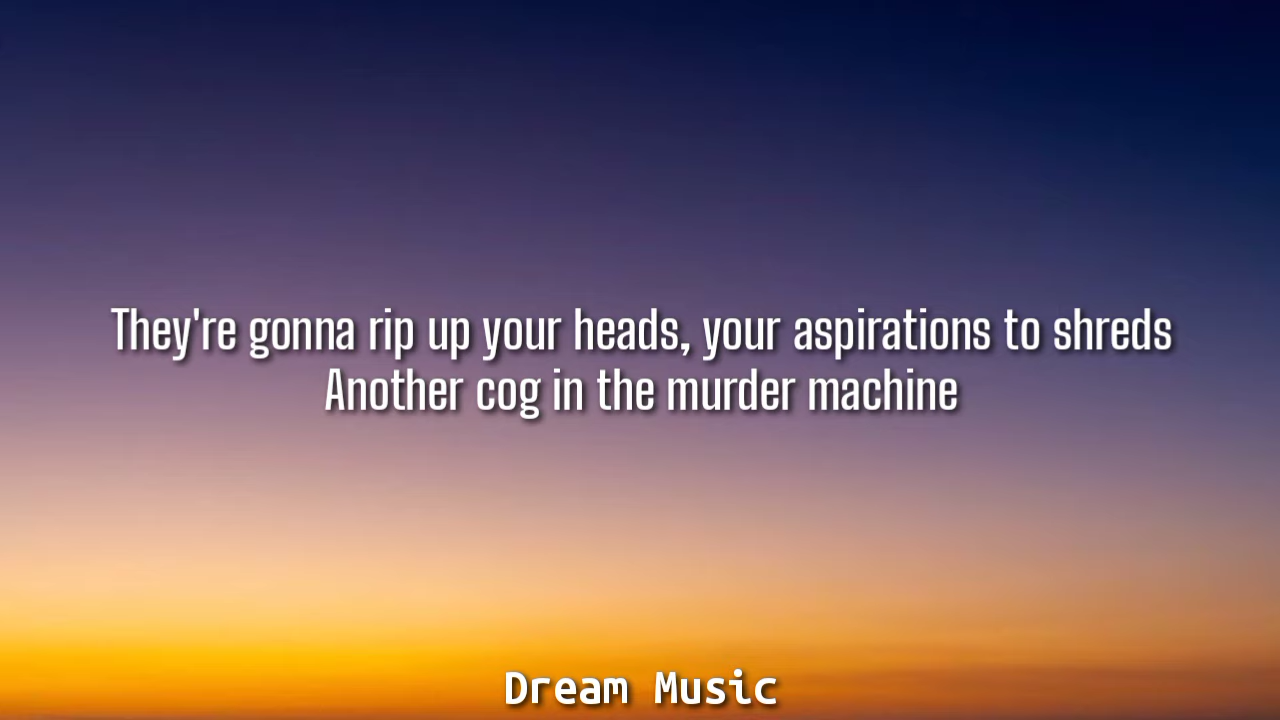 They're gonna rip up your heads, your aspirations to shreds
Another cog in the murder machine
Dream Music